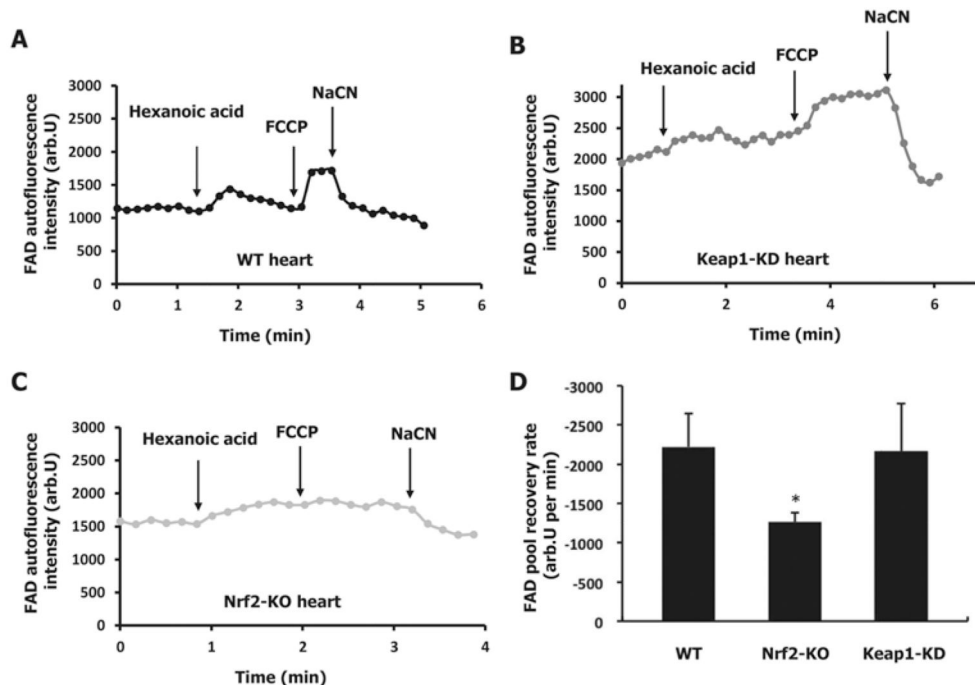 A
FAD autofluorescence
intensity (arb.U)
3000
2500
2000
1500
1000
500
0
Hexanoic acid
FCCP
NaCN
WT heart
0 1 2 3 4 5 6
Time (min)
B
FAD autofluorescence
intensity (arb.U)
3000
2500
2000
1500
1000
500
0
Hexanoic acid
FCCP
NaCN
Keap1-KD heart
0 2 4 6
Time (min)
C
FAD autofluorescence
intensity (arb.U)
3000
2500
2000
1500
1000
500
0
Hexanoic acid
FCCP
NaCN
Nrf2-KO heart
0 1 2 3 4
Time (min)
D
FAD pool recovery rate
(arb.U per min)
-3000
-2500
-2000
-1500
-1000
-500
0
*
WT Nrf2-KO Keap1-KD